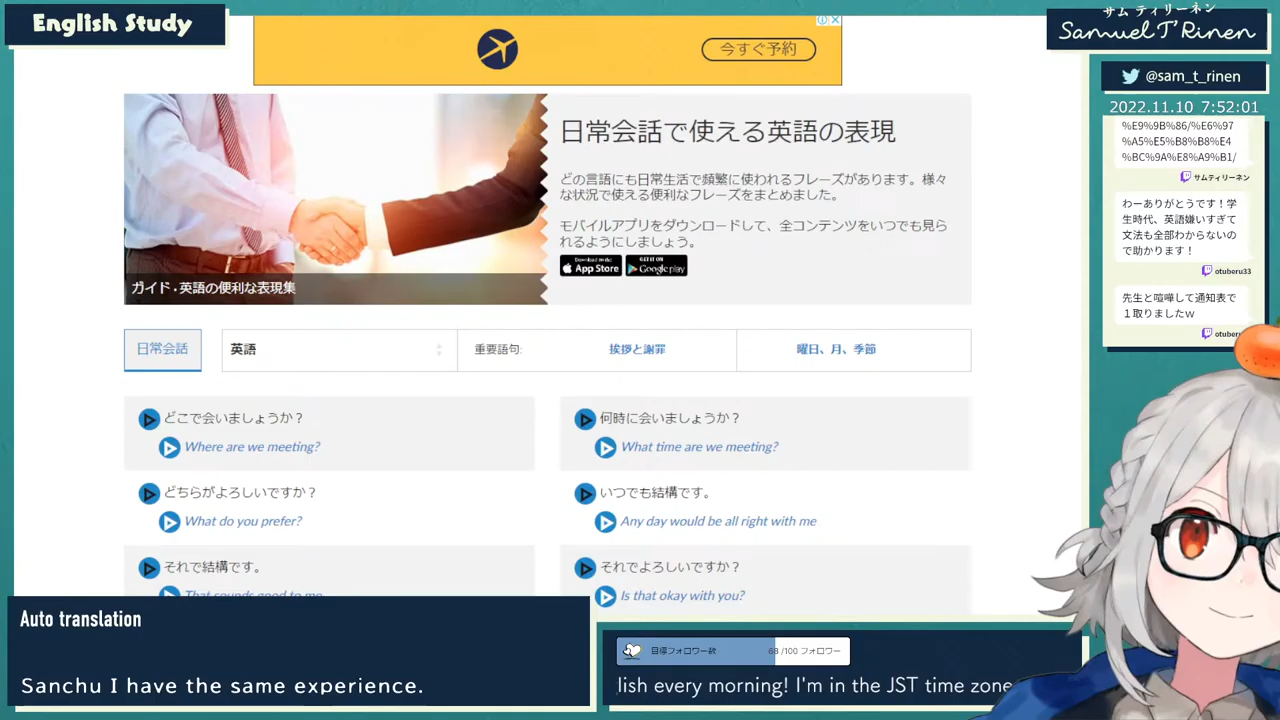 English Study
今すぐ予約
サム ティリーネン
Samuel T'Rinen
@sam_t_rinen
2022.11.10 7:52:01
%E9%9B%86/%E6%97
%A5%E5%B8%B8%E4
%BC%9A%E8%A9%B1/
サムティリーネン
わーありがとうです！学
生時代、英語嫌いすぎて
文法も全部わからないの
で助かります！
otuberu33
先生と喧嘩して通知表で
１取りましたｗ
otuberu
日常会話で使える英語の表現
どの言語にも日常生活で頻繁に使われるフレーズがあります。様々
な状況で使える便利なフレーズをまとめました。
モバイルアプリをダウンロードして、全コンテンツをいつでも見ら
れるようにしましょう。
Download on the
App Store
GET IT ON
Google play
ガイド・英語の便利な表現集
日常会話
英語
重要語句:
挨拶と謝罪
曜日、月、季節
どこで会いましょうか？
Where are we meeting?
何時に会いましょうか？
What time are we meeting?
どちらがよろしいですか？
What do you prefer?
いつでも結構です。
Any day would be all right with me
それで結構です。
That sounds good to me
それでよろしいですか？
Is that okay with you?
Auto translation
Sanchu I have the same experience.
目標フォロワー数
68 /100 フォロワー
lish every morning! I'm in the JST time zone